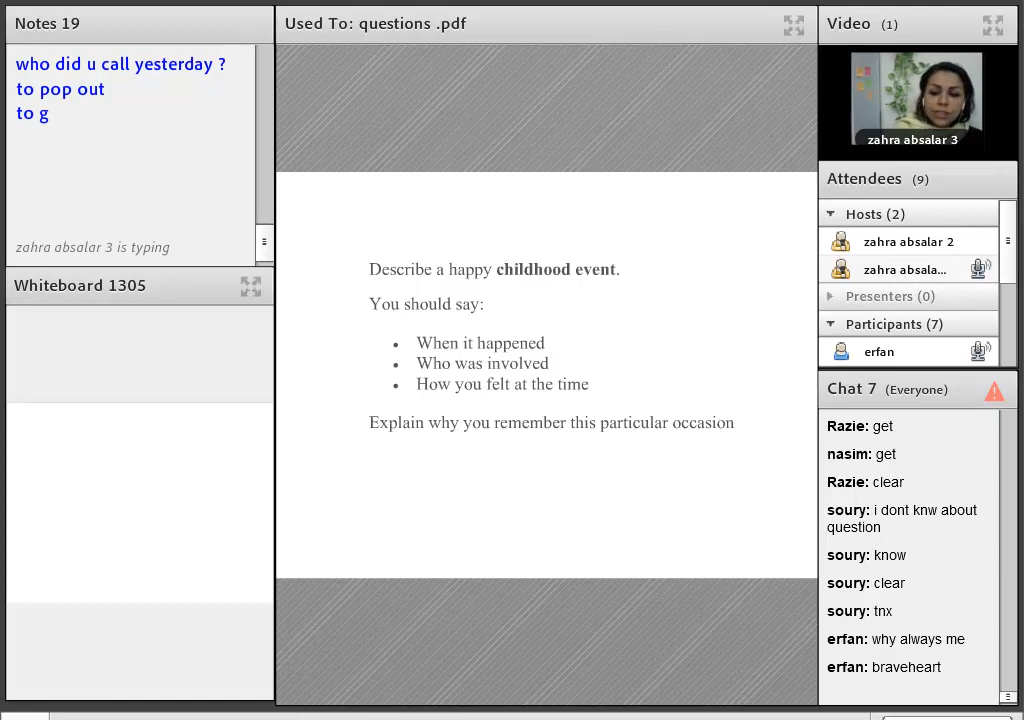 Notes 19
who did u call yesterday ?
to pop out
to g
zahra absalar 3 is typing
Whiteboard 1305
Used To: questions .pdf
Describe a happy childhood event.
You should say:
• When it happened
• Who was involved
• How you felt at the time
Explain why you remember this particular occasion
Video (1)
zahra absalar 3
Attendees (9)
Hosts (2)
zahra absalar 2
zahra absala...
Presenters (0)
Participants (7)
erfan
Chat 7 (Everyone)
Razie: get
nasim: get
Razie: clear
soury: i dont knw about
question
soury: know
soury: clear
soury: tnx
erfan: why always me
erfan: braveheart